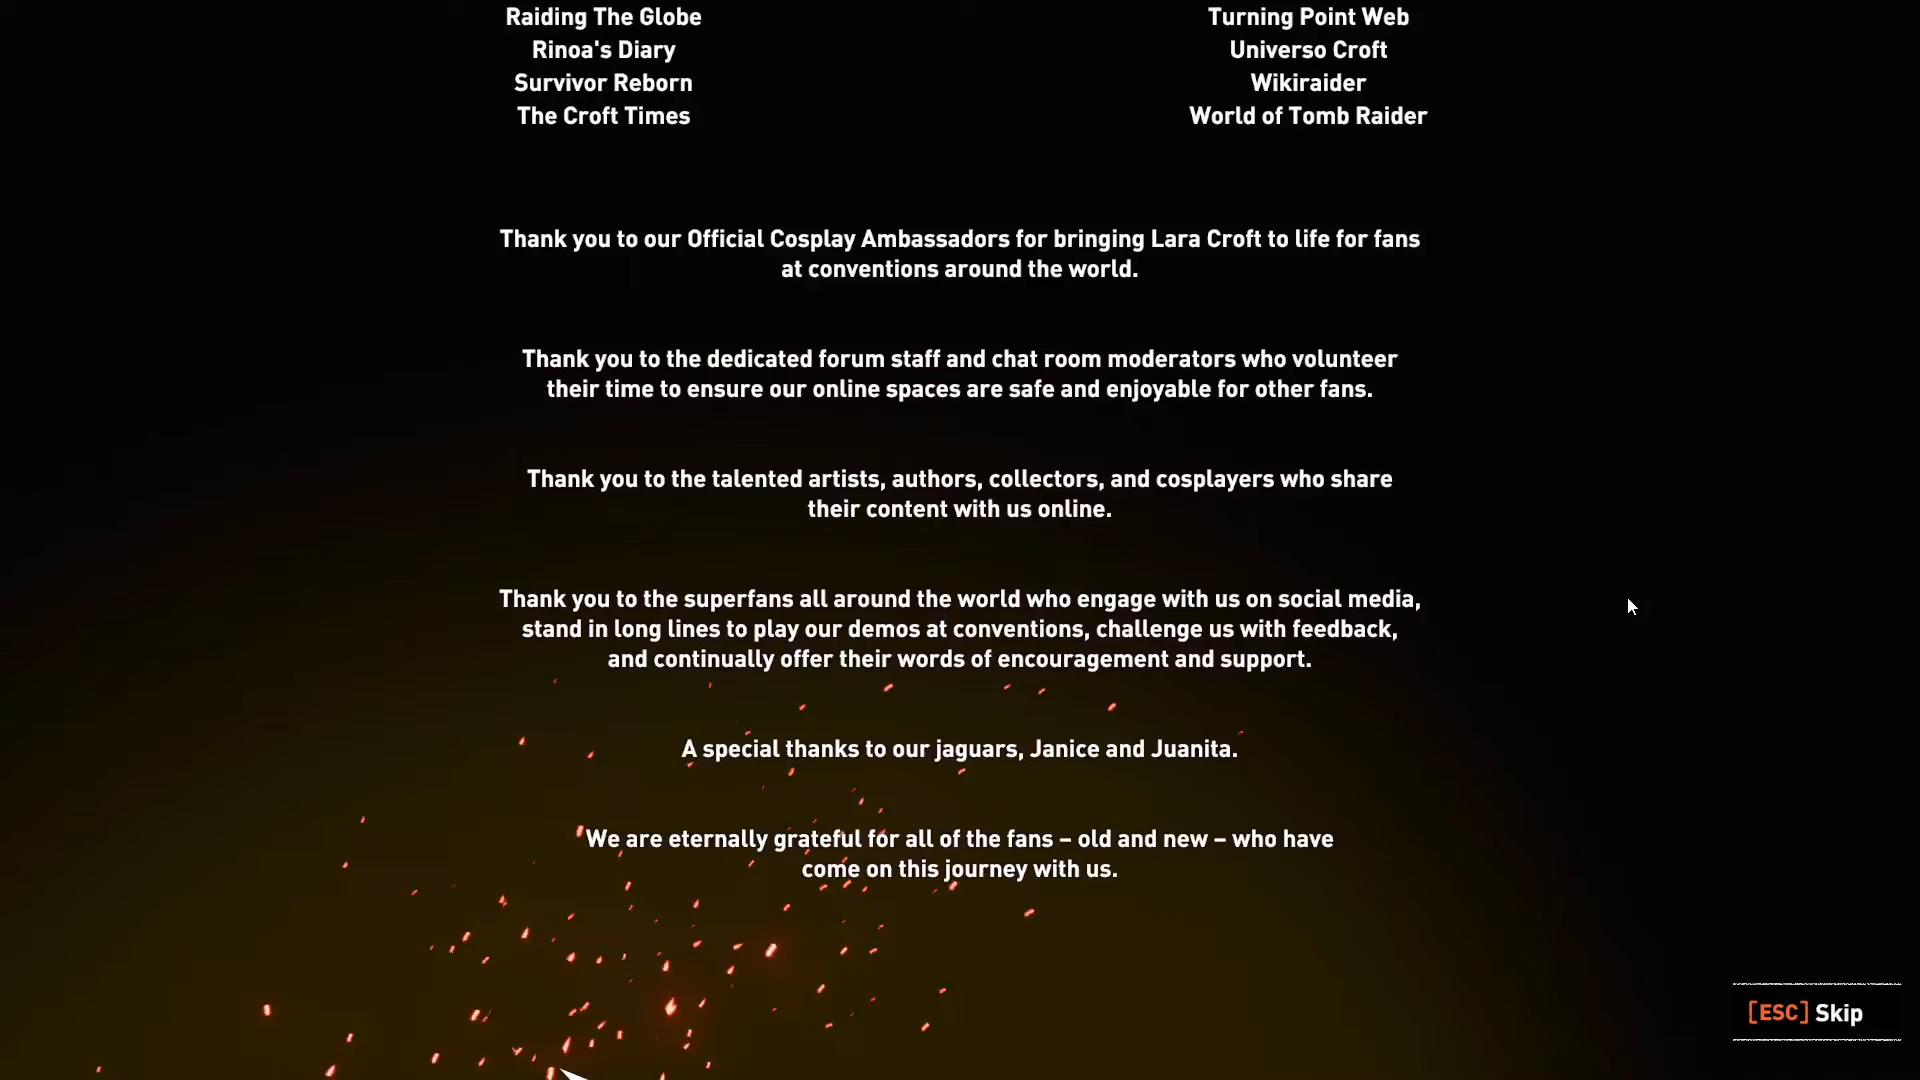 Raiding The Globe
Rinoa's Diary
Survivor Reborn
The Croft Times
Turning Point Web
Universo Croft
Wikiraider
World of Tomb Raider
Thank you to our Official Cosplay Ambassadors for bringing Lara Croft to life for fans
at conventions around the world.
Thank you to the dedicated forum staff and chat room moderators who volunteer
their time to ensure our online spaces are safe and enjoyable for other fans.
Thank you to the talented artists, authors, collectors, and cosplayers who share
their content with us online.
Thank you to the superfans all around the world who engage with us on social media,
stand in long lines to play our demos at conventions, challenge us with feedback,
and continually offer their words of encouragement and support.
A special thanks to our jaguars, Janice and Juanita.
We are eternally grateful for all of the fans – old and new – who have
come on this journey with us.
[ESC] Skip